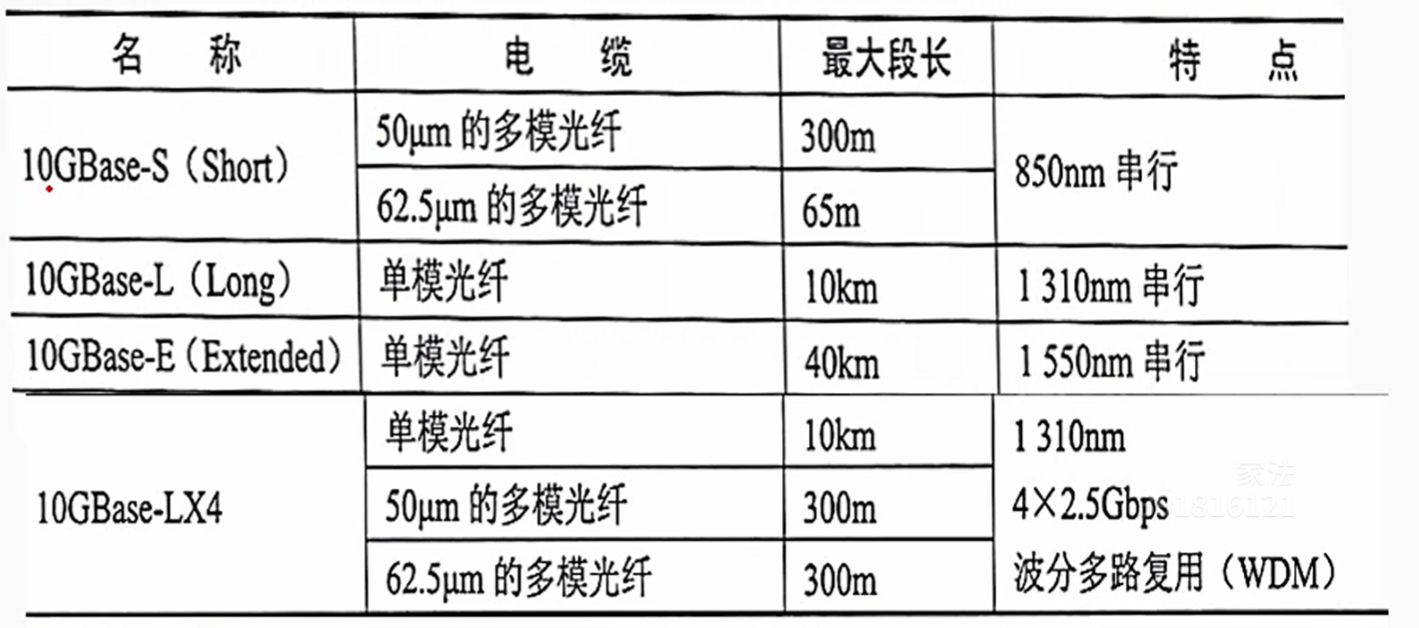 名 称 电 缆 最大段长 特 点
10GBase-S（Short） 50μm 的多模光纤 300m 850nm 串行
62.5μm 的多模光纤 65m
10GBase-L（Long） 单模光纤 10km 1 310nm 串行
10GBase-E（Extended） 单模光纤 40km 1 550nm 串行
10GBase-LX4 单模光纤 10km 1 310nm
50μm 的多模光纤 300m 4×2.5Gbps
62.5μm 的多模光纤 300m 波分多路复用（WDM）
家法
1816121